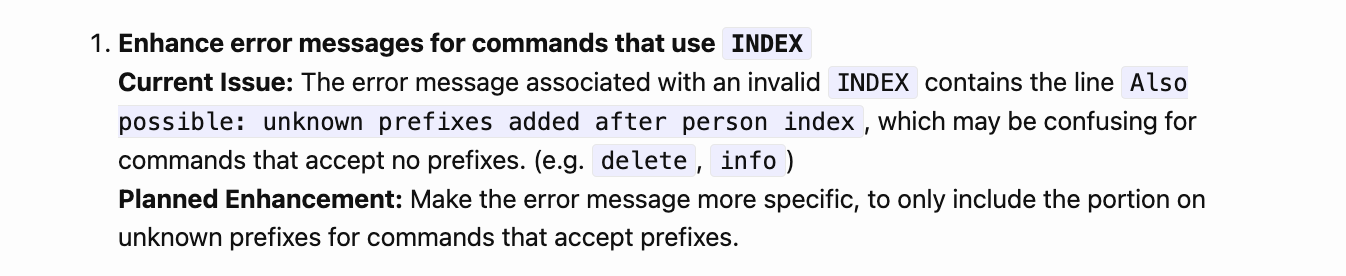 1. Enhance error messages for commands that use INDEX
Current Issue: The error message associated with an invalid INDEX contains the line Also
possible: unknown prefixes added after person index, which may be confusing for
commands that accept no prefixes. (e.g. delete, info)
Planned Enhancement: Make the error message more specific, to only include the portion on
unknown prefixes for commands that accept prefixes.